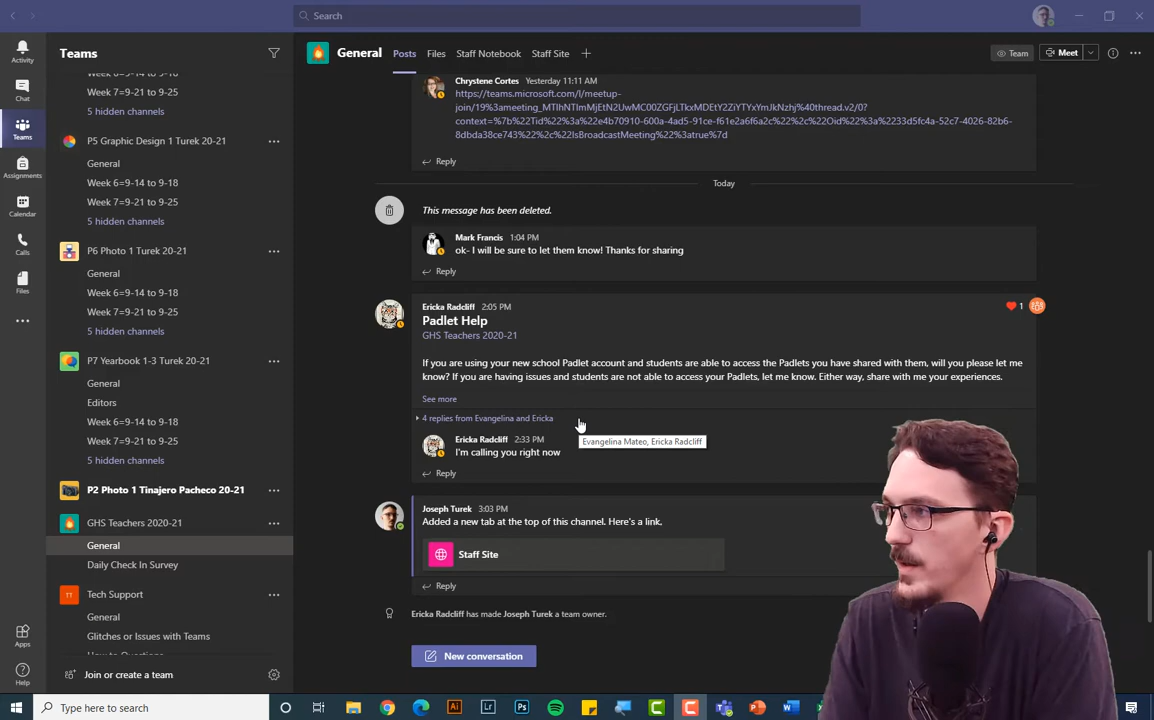 Search
Activity
Chat
Teams
Assignments
Calendar
Calls
Files
Apps
Help
Teams
Week 6=9-14 to 9-18
Week 7=9-21 to 9-25
5 hidden channels
P5 Graphic Design 1 Turek 20-21
General
Week 6=9-14 to 9-18
Week 7=9-21 to 9-25
5 hidden channels
P6 Photo 1 Turek 20-21
General
Week 6=9-14 to 9-18
Week 7=9-21 to 9-25
5 hidden channels
P7 Yearbook 1-3 Turek 20-21
General
Editors
Week 6=9-14 to 9-18
Week 7=9-21 to 9-25
5 hidden channels
P2 Photo 1 Tinajero Pacheco 20-21
GHS Teachers 2020-21
General
Daily Check In Survey
TT Tech Support
General
Glitches or Issues with Teams
Join or create a team
General Posts Files Staff Notebook Staff Site
Team Meet
Chrystene Cortes Yesterday 11:11 AM
https://teams.microsoft.com/l/meetup-
context=%7b%22Tid%22%3a%22e4b70910-600a-4ad5-91ce-f61e2a6f6a2c%22%2c%22Oid%22%3a%2233d5fc4a-52c7-4026-82b6-
8dbda38ce743%22%2c%22IsBroadcastMeeting%22%3atrue%7d
Reply
Today
This message has been deleted.
Mark Francis 1:04 PM
ok- I will be sure to let them know! Thanks for sharing
Reply
Ericka Radcliff 2:05 PM
1
Padlet Help
GHS Teachers 2020-21
If you are using your new school Padlet account and students are able to access the Padlets you have shared with them, will you please let me
know? If you are having issues and students are not able to access your Padlets, let me know. Either way, share with me your experiences.
See more
4 replies from Evangelina and Ericka
Evangelina Mateo, Ericka Radcliff
Ericka Radcliff 2:33 PM
I'm calling you right now
Reply
Joseph Turek 3:03 PM
Added a new tab at the top of this channel. Here's a link.
Staff Site
Reply
Ericka Radcliff has made Joseph Turek a team owner.
New conversation
Type here to search
Ai
Lr
Ps